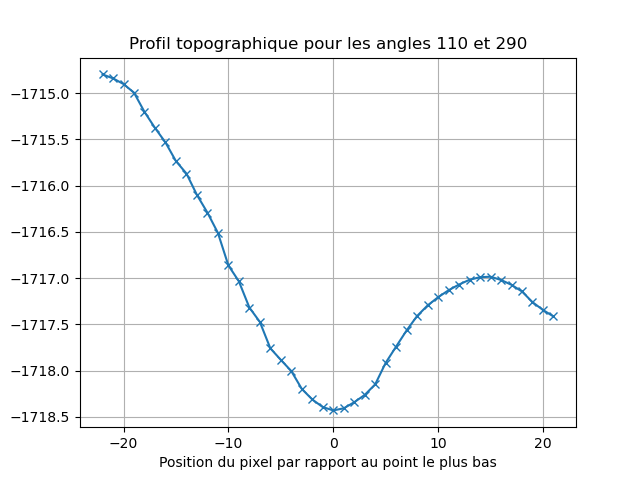 Profil topographique pour les angles 110 et 290
−1715.0
−1715.5
−1716.0
−1716.5
−1717.0
−1717.5
−1718.0
−1718.5
−20 −10 0 10 20
Position du pixel par rapport au point le plus bas